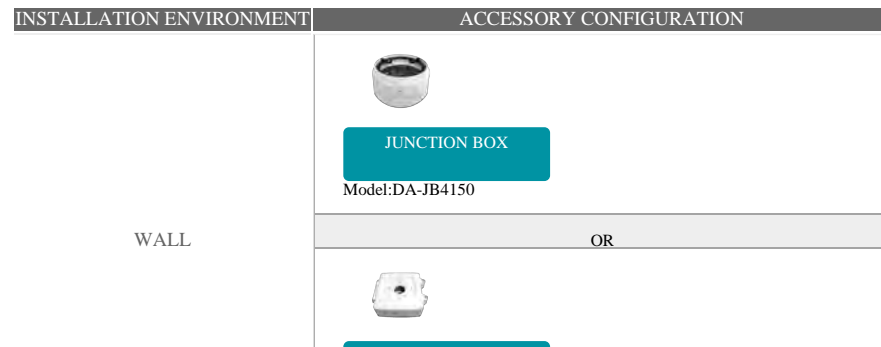 INSTALLATION ENVIRONMENT
ACCESSORY CONFIGURATION
JUNCTION BOX
Model:DA-JB4150
WALL
OR